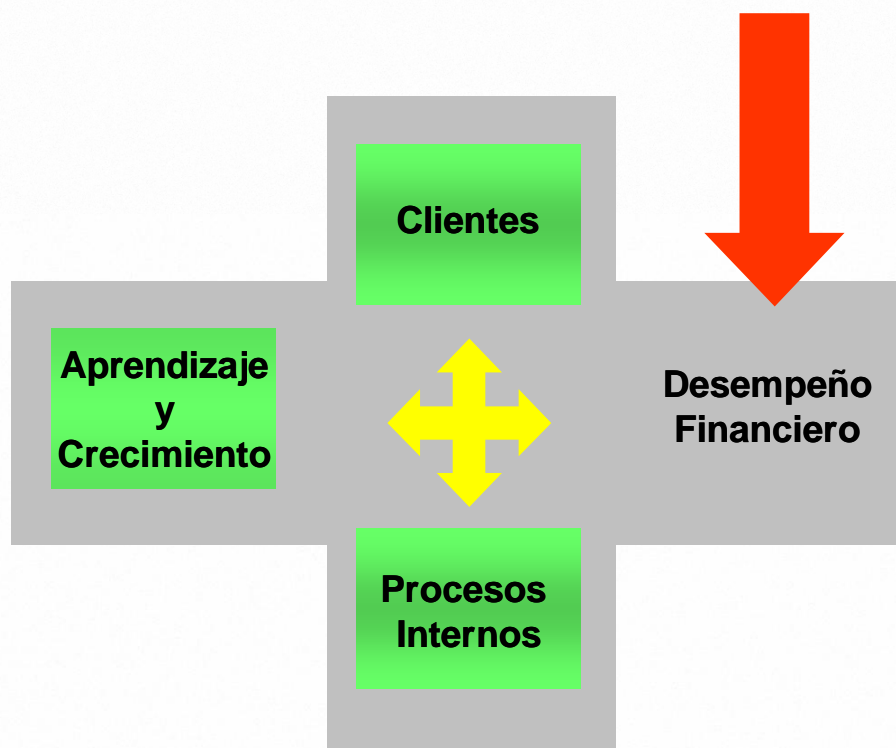 Clientes
Aprendizaje
y
Crecimiento
Desempeño
Financiero
Procesos
Internos